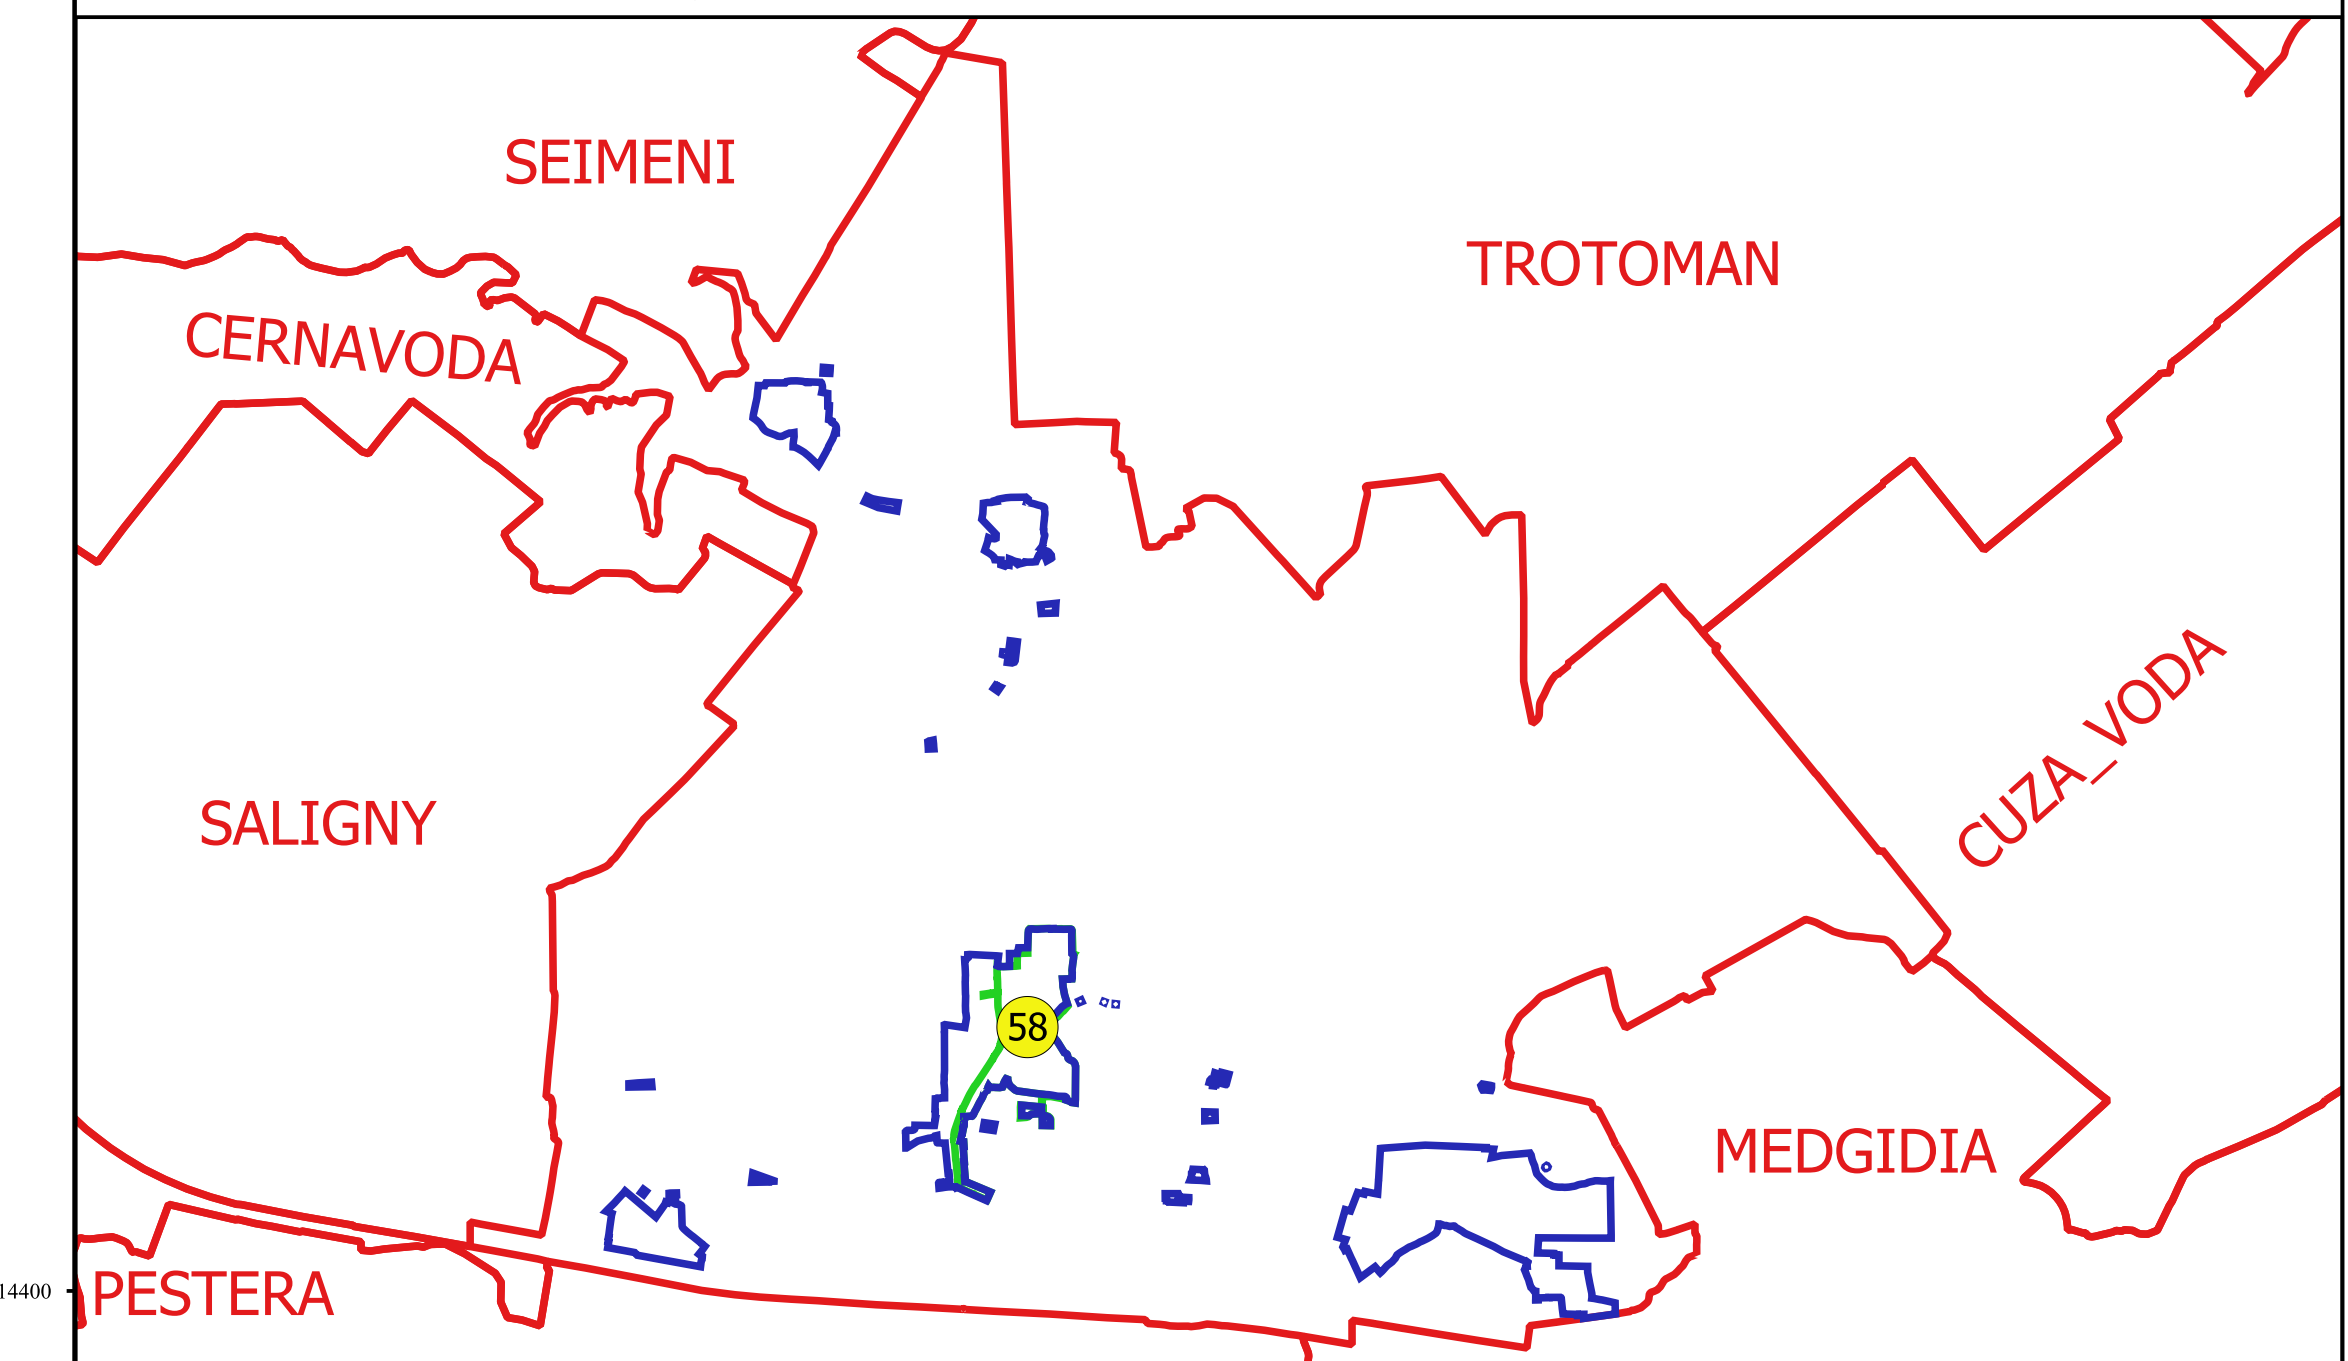 SEIMENI
TROTOMAN
CERNAVODA
CUZA_VODA
SALIGNY
58
MEDGIDIA
PESTERA
14400